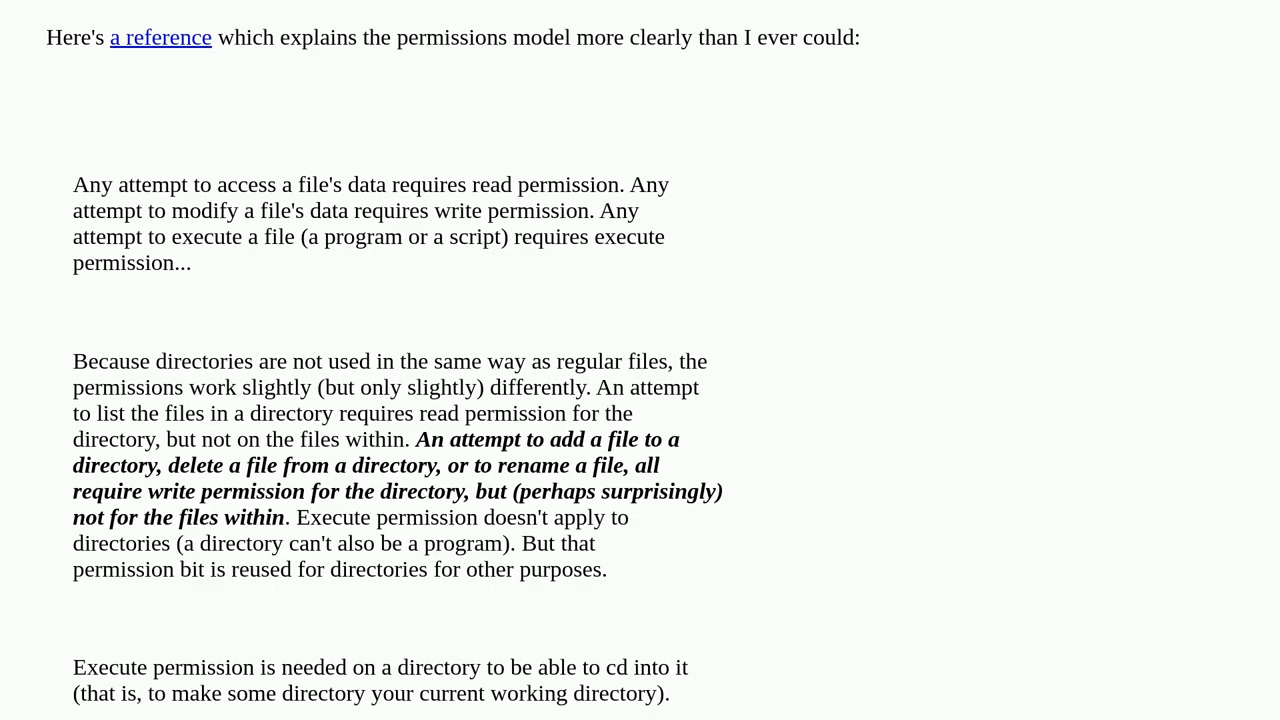 Here's a reference which explains the permissions model more clearly than I ever could:
Any attempt to access a file's data requires read permission. Any
attempt to modify a file's data requires write permission. Any
attempt to execute a file (a program or a script) requires execute
permission...
Because directories are not used in the same way as regular files, the
permissions work slightly (but only slightly) differently. An attempt
to list the files in a directory requires read permission for the
directory, but not on the files within. An attempt to add a file to a
directory, delete a file from a directory, or to rename a file, all
require write permission for the directory, but (perhaps surprisingly)
not for the files within. Execute permission doesn't apply to
directories (a directory can't also be a program). But that
permission bit is reused for directories for other purposes.
Execute permission is needed on a directory to be able to cd into it
(that is, to make some directory your current working directory).